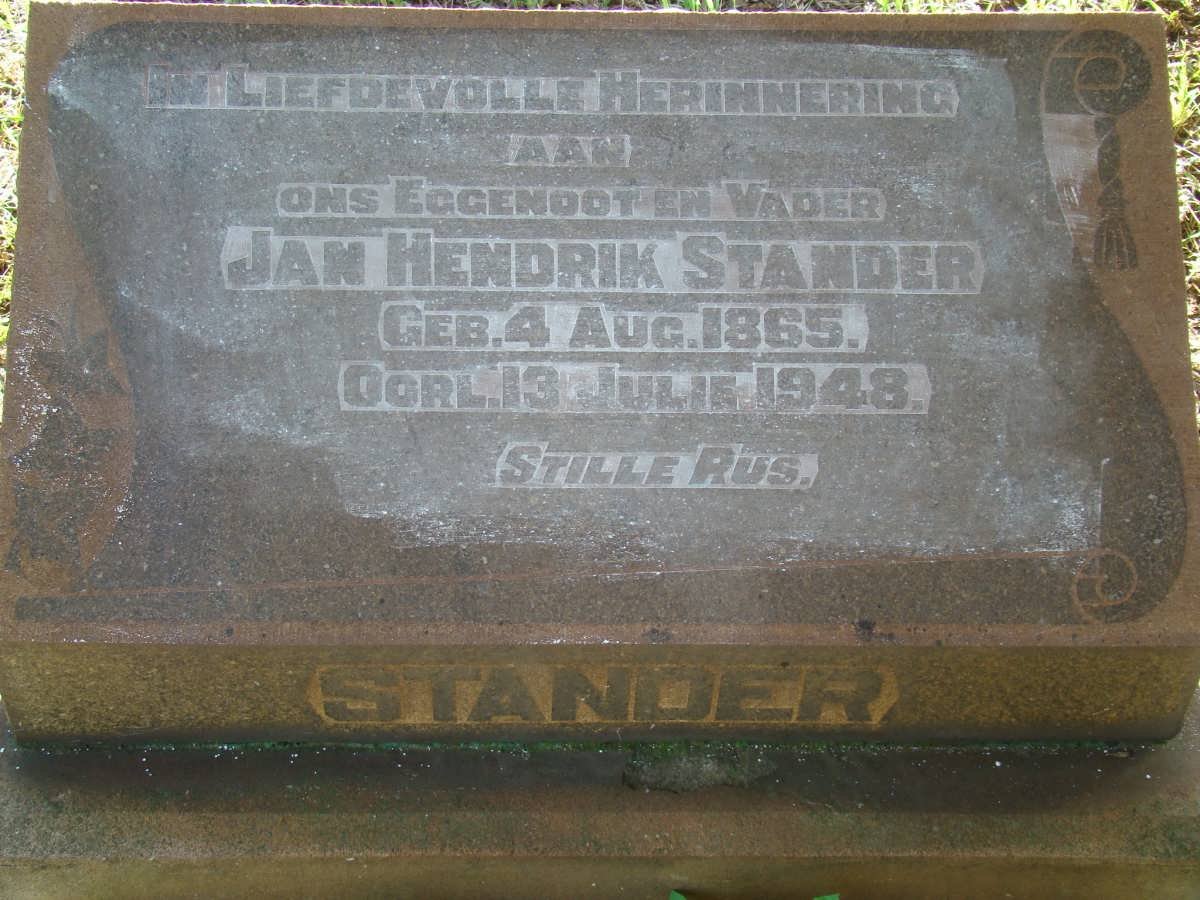 In Liefdevolle Herinnering
aan
ons Eggenoot en Vader
Jan Hendrik Stander
Geb. 4 Aug. 1865.
Oorl. 13 Julie 1948.
Stille Rus.
STANDER